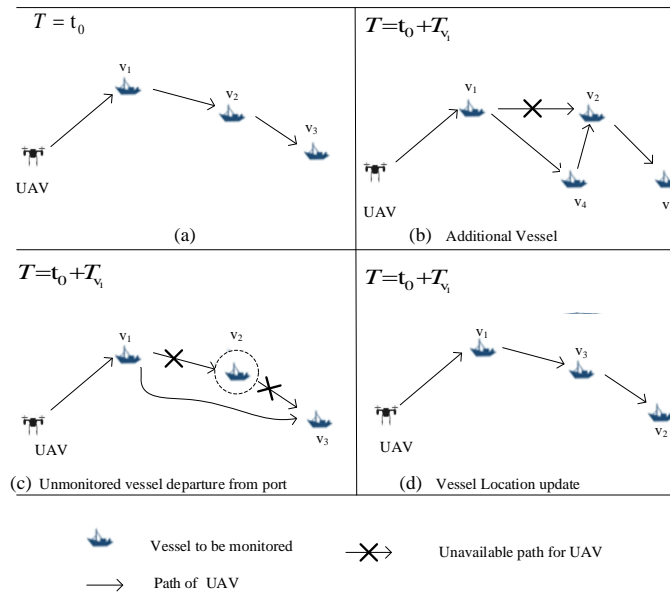 T = t₀
v₁
v₂
v₃
UAV
(a)
T=t₀+Tᵥ₁
v₁
v₂
v₄
v
UAV
(b) Additional Vessel
T=t₀+Tᵥ₁
v₁
v₂
v₃
UAV
(c) Unmonitored vessel departure from port
T=t₀+Tᵥ₁
v₁
v₃
v₂
UAV
(d) Vessel Location update
Vessel to be monitored
Unavailable path for UAV
Path of UAV